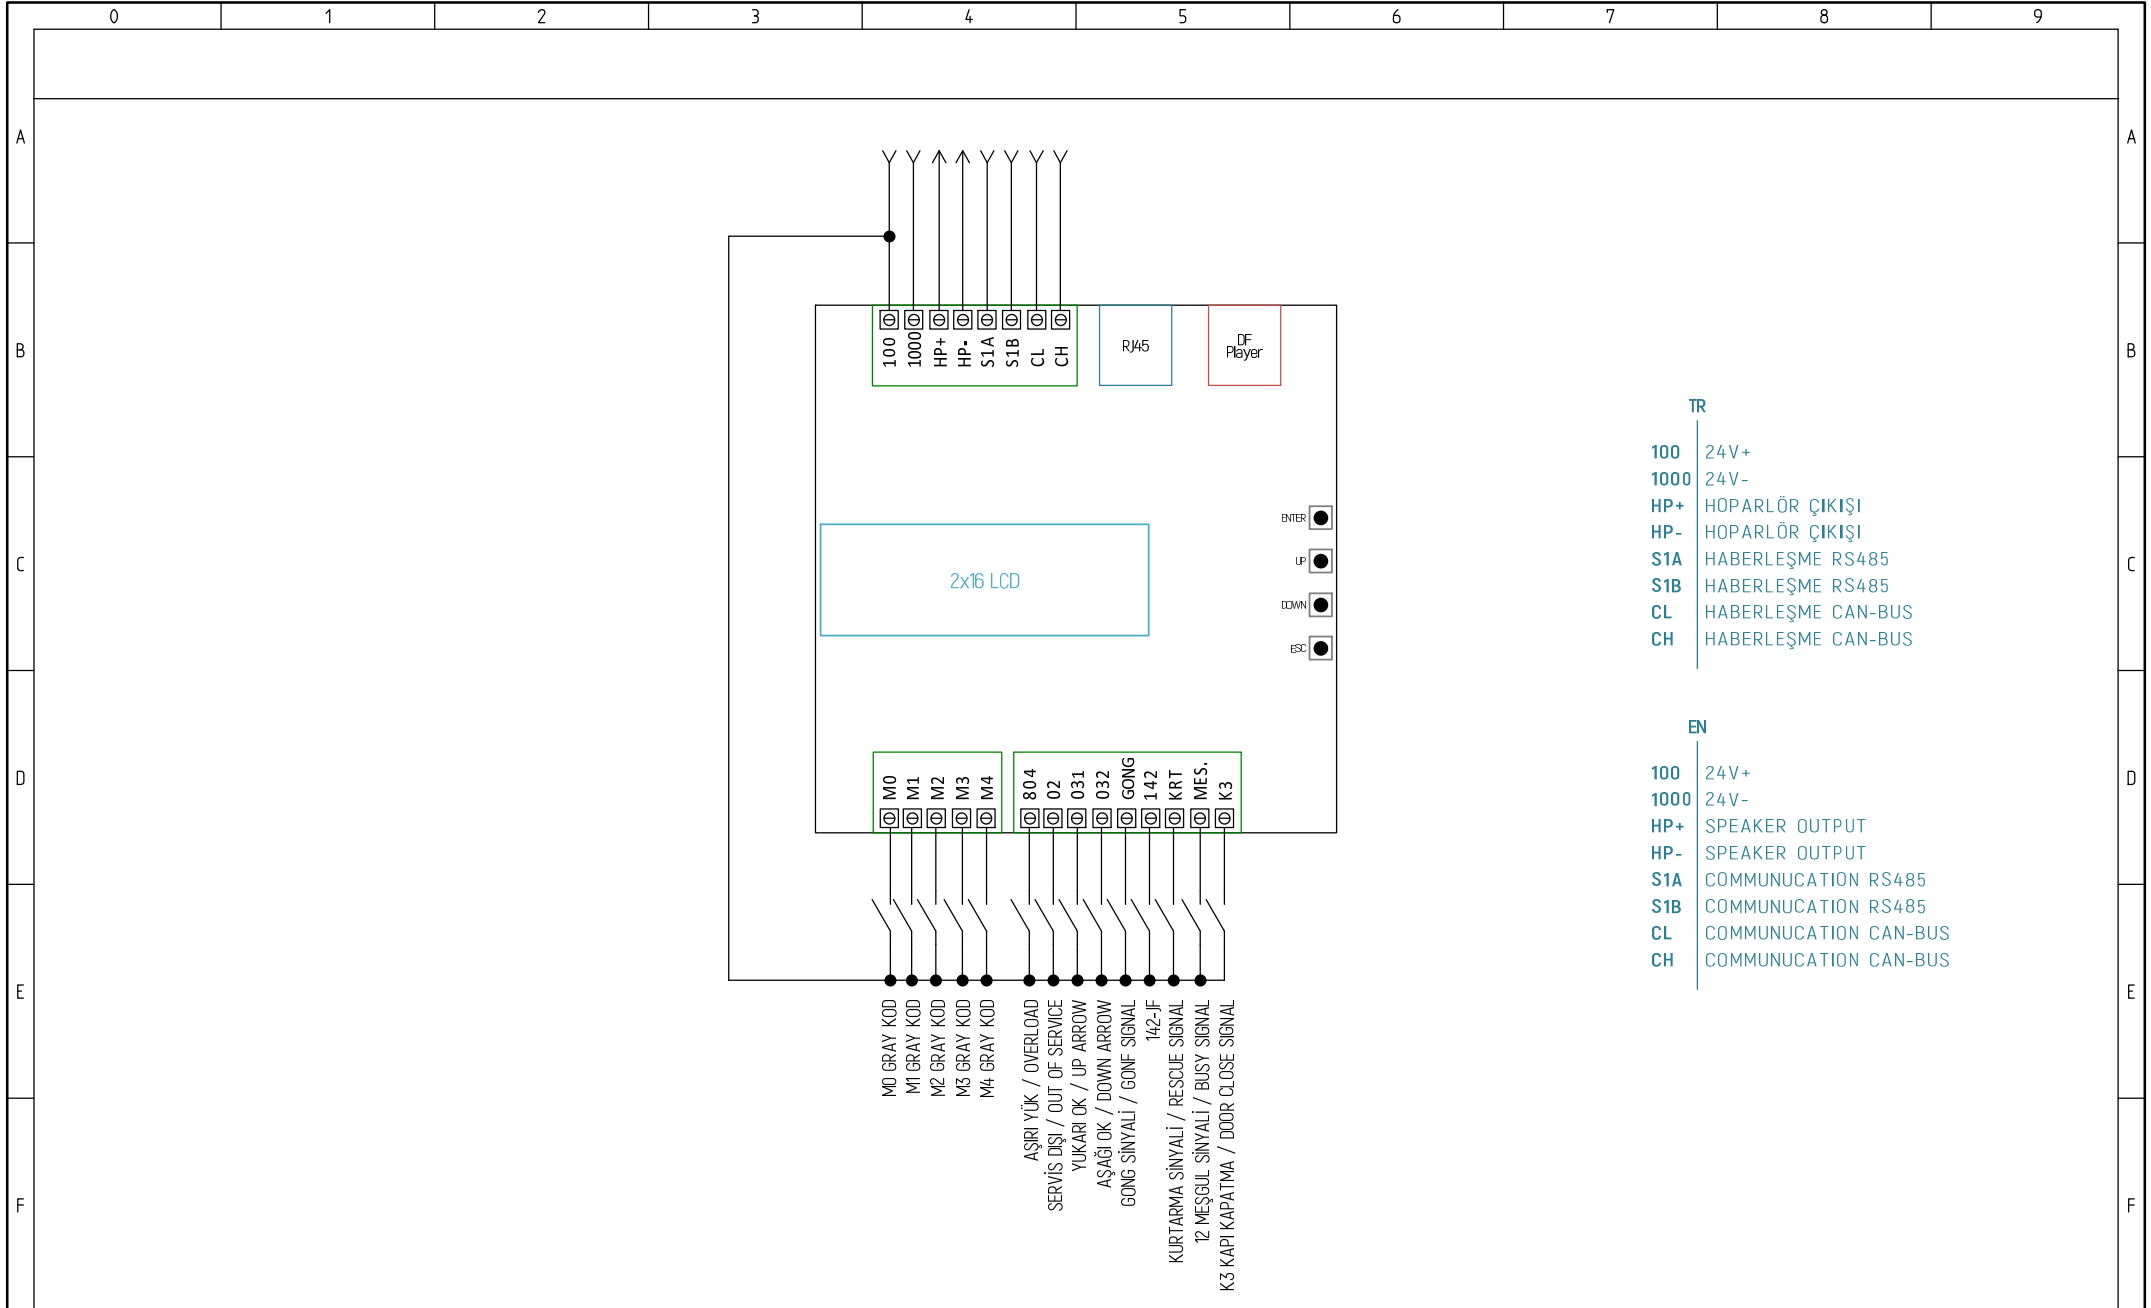 0 1 2 3 4 5 6 7 8 9
A A
B B
C C
D D
E E
F F
100
1000
HP+
HP-
S1A
S1B
CL
CH
RJ45
DF
Player
2x16 LCD
ENTER
UP
DOWN
ESC
M0
M1
M2
M3
M4
804
02
031
032
GONG
142
KRT
MES.
K3
M0 GRAY KOD
M1 GRAY KOD
M2 GRAY KOD
M3 GRAY KOD
M4 GRAY KOD
AŞIRI YÜK / OVERLOAD
SERVİS DIŞI / OUT OF SERVICE
YUKARI OK / UP ARROW
AŞAĞI OK / DOWN ARROW
GONG SİNYALİ / GONF SIGNAL
142-JF
KURTARMA SİNYALİ / RESCUE SIGNAL
12 MEŞGUL SİNYALİ / BUSY SIGNAL
K3 KAPI KAPATMA / DOOR CLOSE SIGNAL
TR
100 24V+
1000 24V-
HP+ HOPARLÖR ÇIKIŞI
HP- HOPARLÖR ÇIKIŞI
S1A HABERLEŞME RS485
S1B HABERLEŞME RS485
CL HABERLEŞME CAN-BUS
CH HABERLEŞME CAN-BUS
EN
100 24V+
1000 24V-
HP+ SPEAKER OUTPUT
HP- SPEAKER OUTPUT
S1A COMMUNUCATION RS485
S1B COMMUNUCATION RS485
CL COMMUNUCATION CAN-BUS
CH COMMUNUCATION CAN-BUS